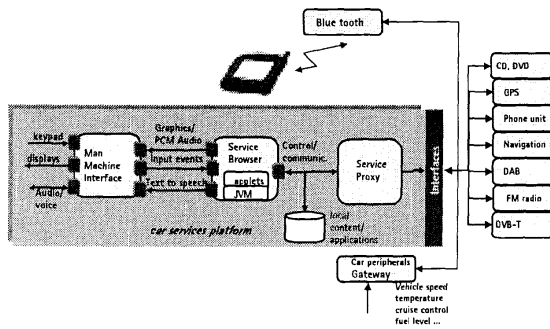 Blue tooth
CD, DVD
GPS
Phone unit
Navigation
DAB
FM radio
DVB-T
keypad
displays
Audio/
voice
Man
Machine
Interface
Graphics/
PCM Audio
Input events
Text to speech
Service
Browser
applets
JVM
Control/
communic.
Service
Proxy
Interfaces
local
content/
applications
car services platform
Car peripherals
Gateway
Vehicle speed
temperature
cruise control
fuel level ...